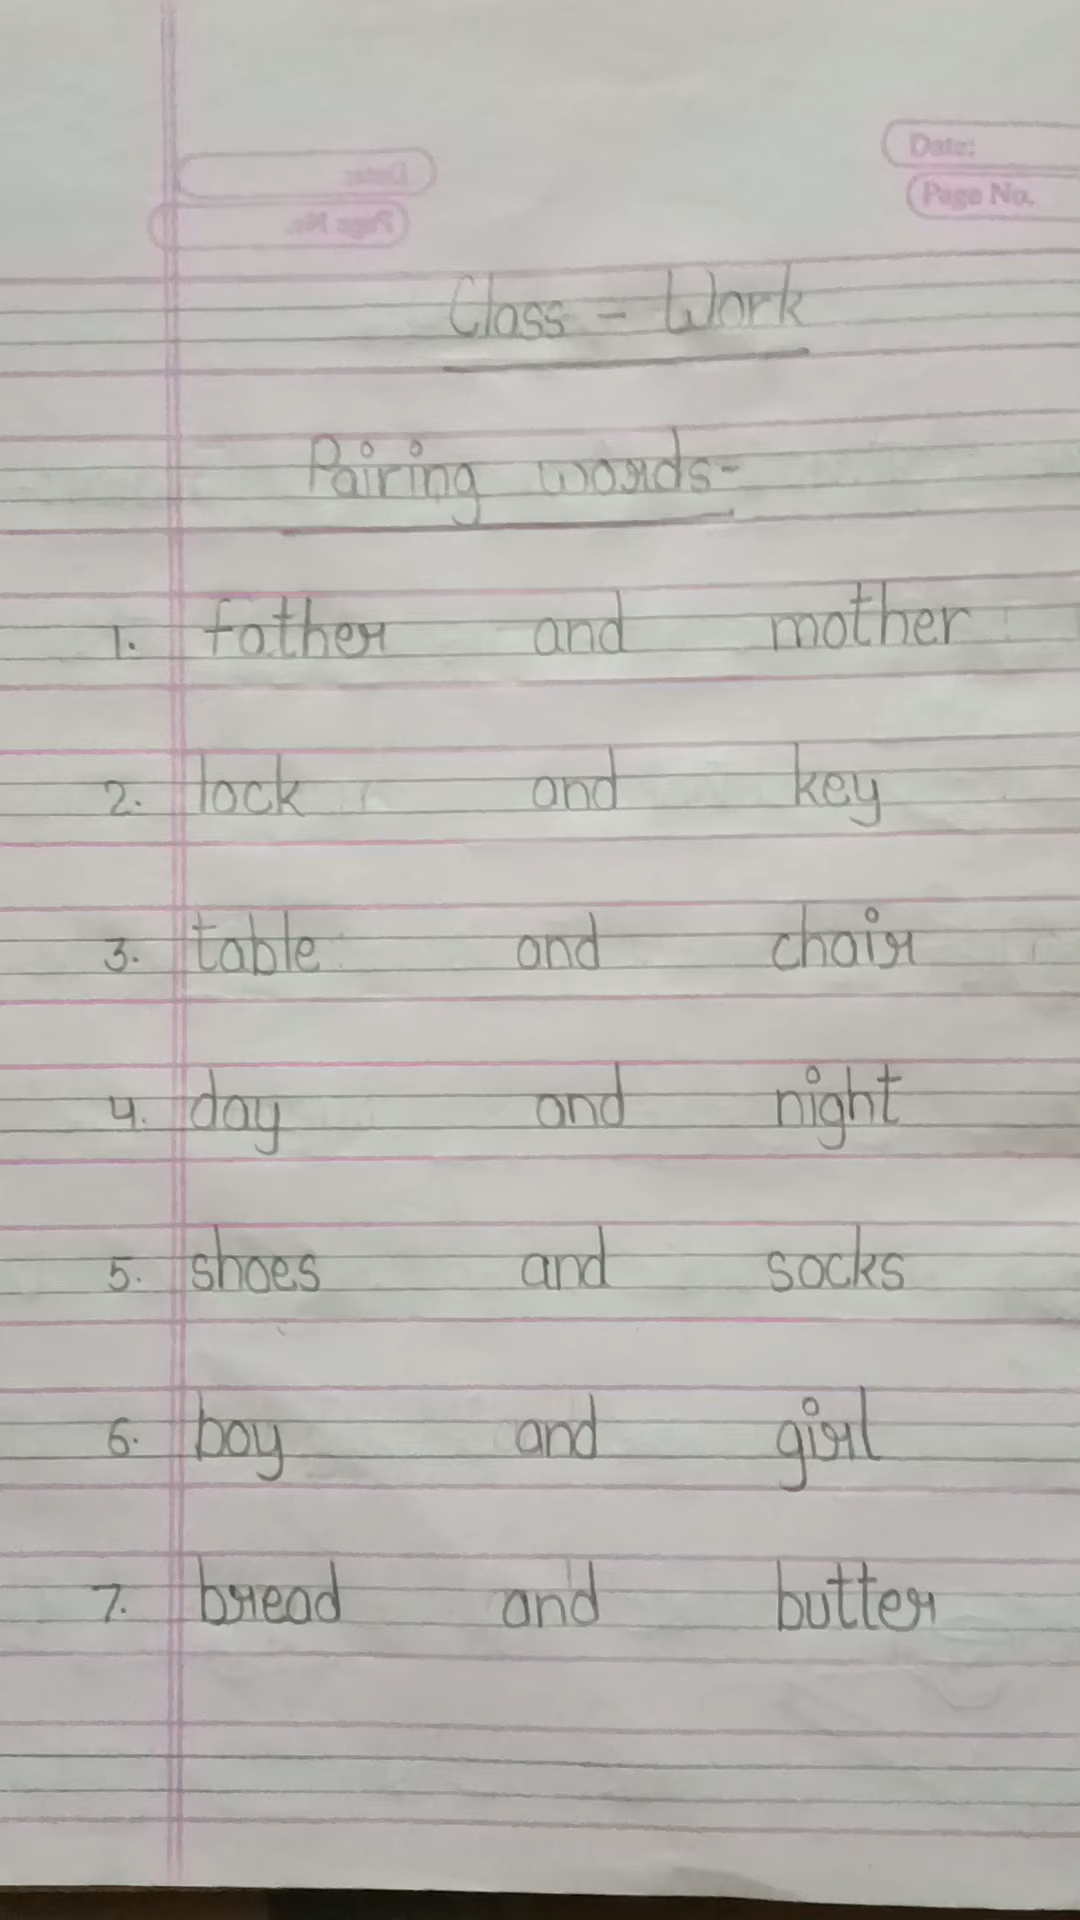 Date:
Page No.
Class - Work
Pairing words-
1. father and mother
2. lock and key
3. table and chair
4. day and night
5. shoes and socks
6. boy and girl
7. bread and butter